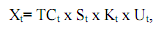 Xₜ= TCₜ x Sₜ x Kₜ x Uₜ,